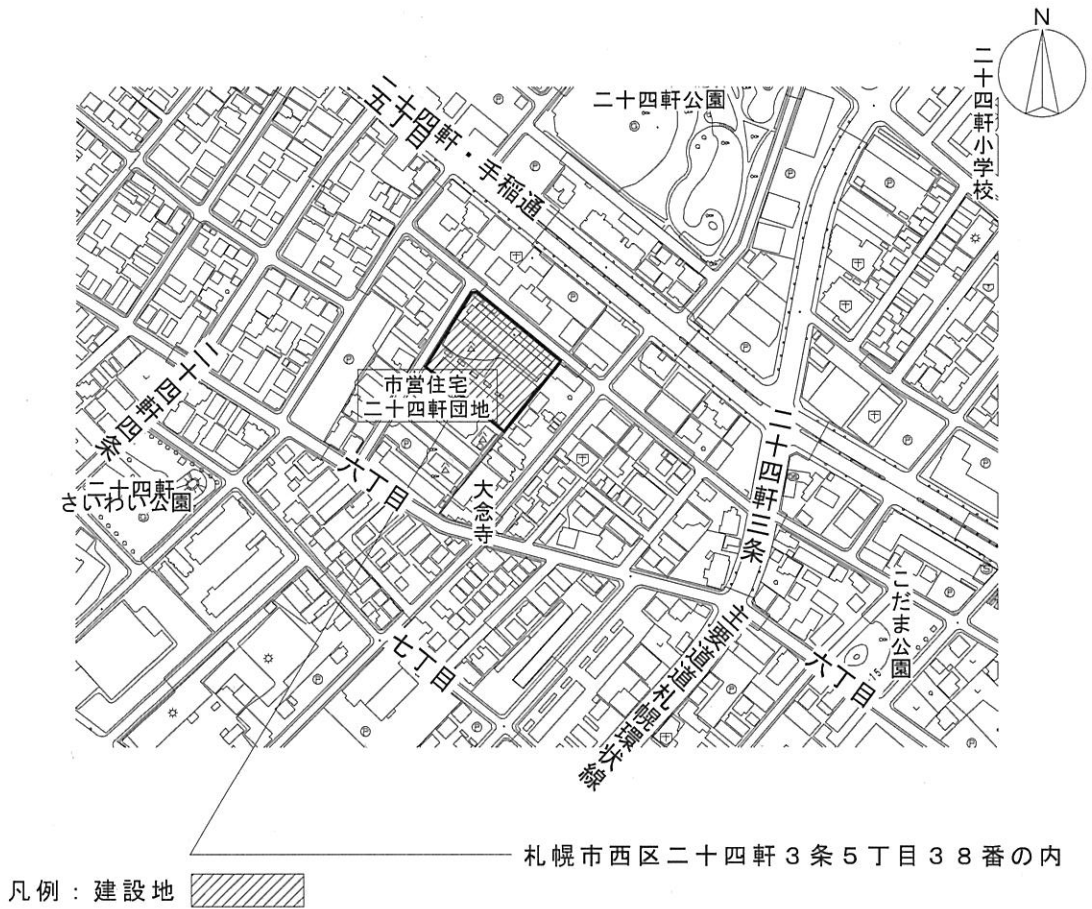 N
二十四軒小学校
二十四軒公園
二十四軒・手稲通
五丁目
市営住宅
二十四軒団地
二十四軒四条
二十四軒
さいわい公園
六丁目
大念寺
二十四軒三条
こだま公園
七丁目
主要道道札幌環状線
六丁目
札幌市西区二十四軒3条5丁目38番の内
凡例：建設地